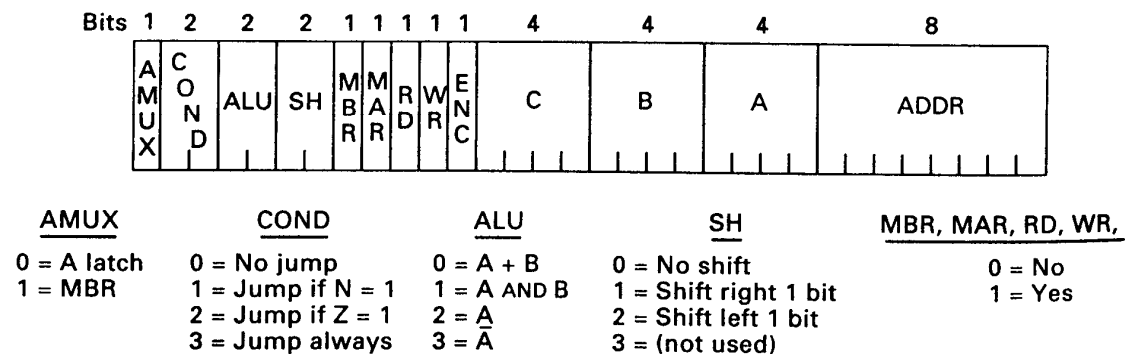 Bits 1 2 2 2 1 1 1 1 1 4 4 4 8
AMUX COND ALU SH MBR MAR RD WR ENC C B A ADDR
AMUX COND ALU SH MBR, MAR, RD, WR,
0 = A latch 0 = No jump 0 = A + B 0 = No shift 0 = No
1 = MBR 1 = Jump if N = 1 1 = A AND B 1 = Shift right 1 bit 1 = Yes
2 = Jump if Z = 1 2 = A 2 = Shift left 1 bit
3 = Jump always 3 = A̅ 3 = (not used)